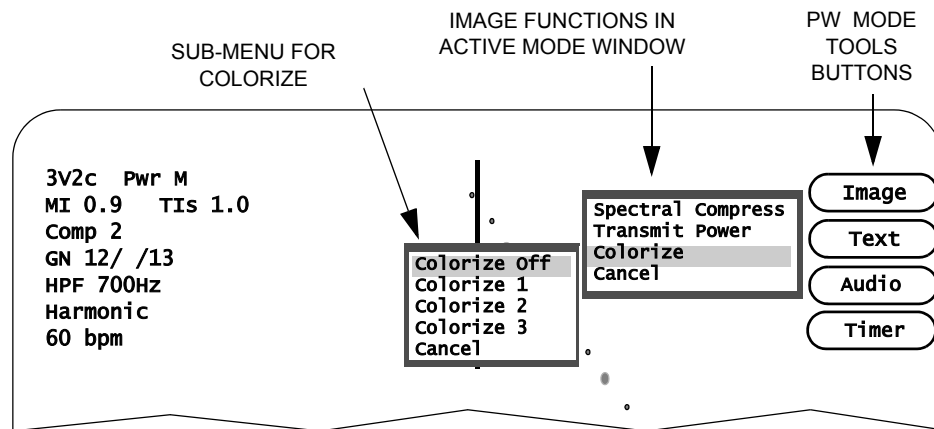 SUB-MENU FOR
COLORIZE
IMAGE FUNCTIONS IN
ACTIVE MODE WINDOW
PW MODE
TOOLS
BUTTONS
3V2c Pwr M
MI 0.9 TIs 1.0
Comp 2
GN 12/ /13
HPF 700Hz
Harmonic
60 bpm
Colorize Off
Colorize 1
Colorize 2
Colorize 3
Cancel
Spectral Compress
Transmit Power
Colorize
Cancel
Image
Text
Audio
Timer